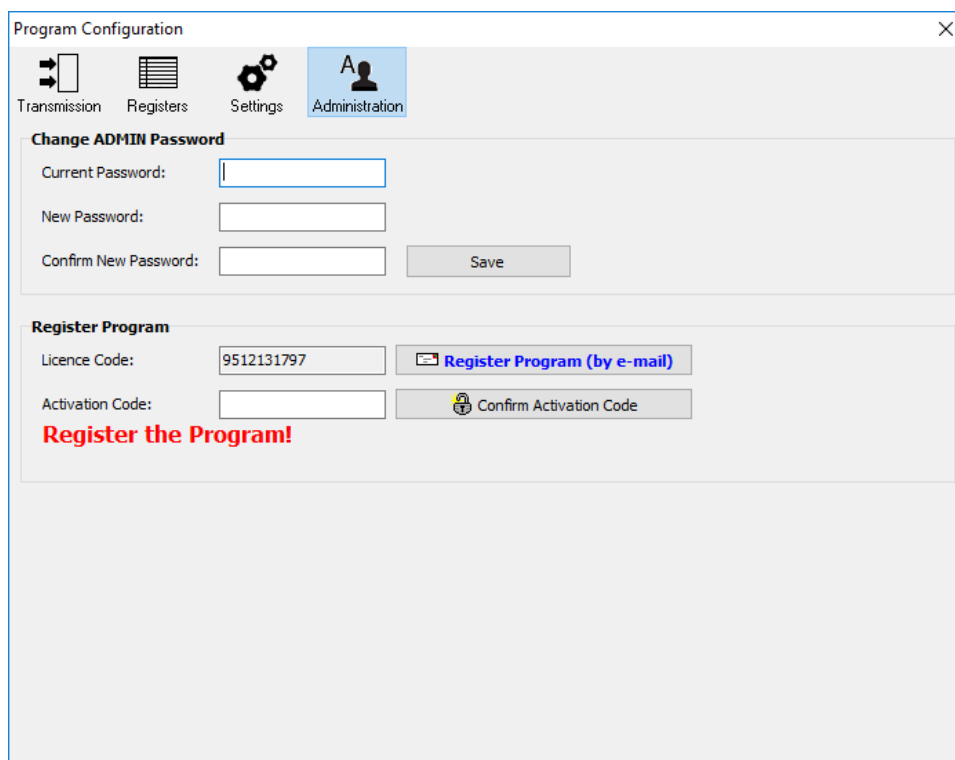 Program Configuration
Transmission Registers Settings Administration
Change ADMIN Password
Current Password:
New Password:
Confirm New Password: Save
Register Program
Licence Code: 9512131797 Register Program (by e-mail)
Activation Code: Confirm Activation Code
Register the Program!